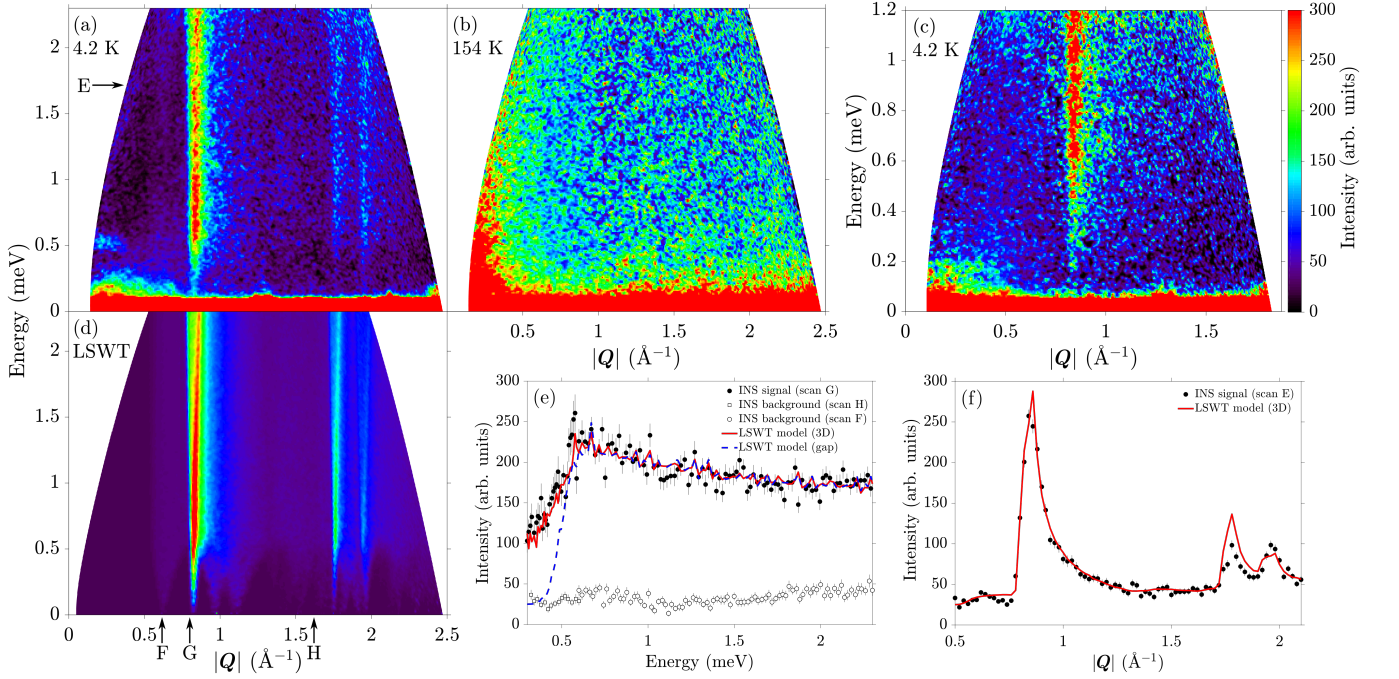 (a)
4.2 K
E
Energy (meV)
2
1.5
1
0.5
0
(b)
154 K
0.5
1
1.5
2
2.5
|Q| (Å⁻¹)
(c)
4.2 K
Energy (meV)
1.2
1
0.8
0.6
0.4
0.2
0
0
0.5
1
1.5
|Q| (Å⁻¹)
300
250
200
150
100
50
0
Intensity (arb. units)
(d)
LSWT
2
1.5
1
0.5
0
0
0.5
1
1.5
2
2.5
F
G
|Q| (Å⁻¹)
H
(e)
INS signal (scan G)
INS background (scan H)
INS background (scan F)
LSWT model (3D)
LSWT model (gap)
Intensity (arb. units)
300
250
200
150
100
50
0
0.5
1
1.5
2
Energy (meV)
(f)
INS signal (scan E)
LSWT model (3D)
Intensity (arb. units)
300
250
200
150
100
50
0
0.5
1
1.5
2
|Q| (Å⁻¹)